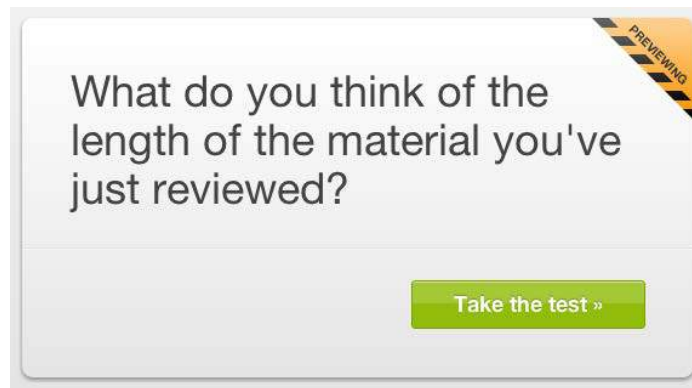 PREVIEWING
What do you think of the
length of the material you've
just reviewed?
Take the test »